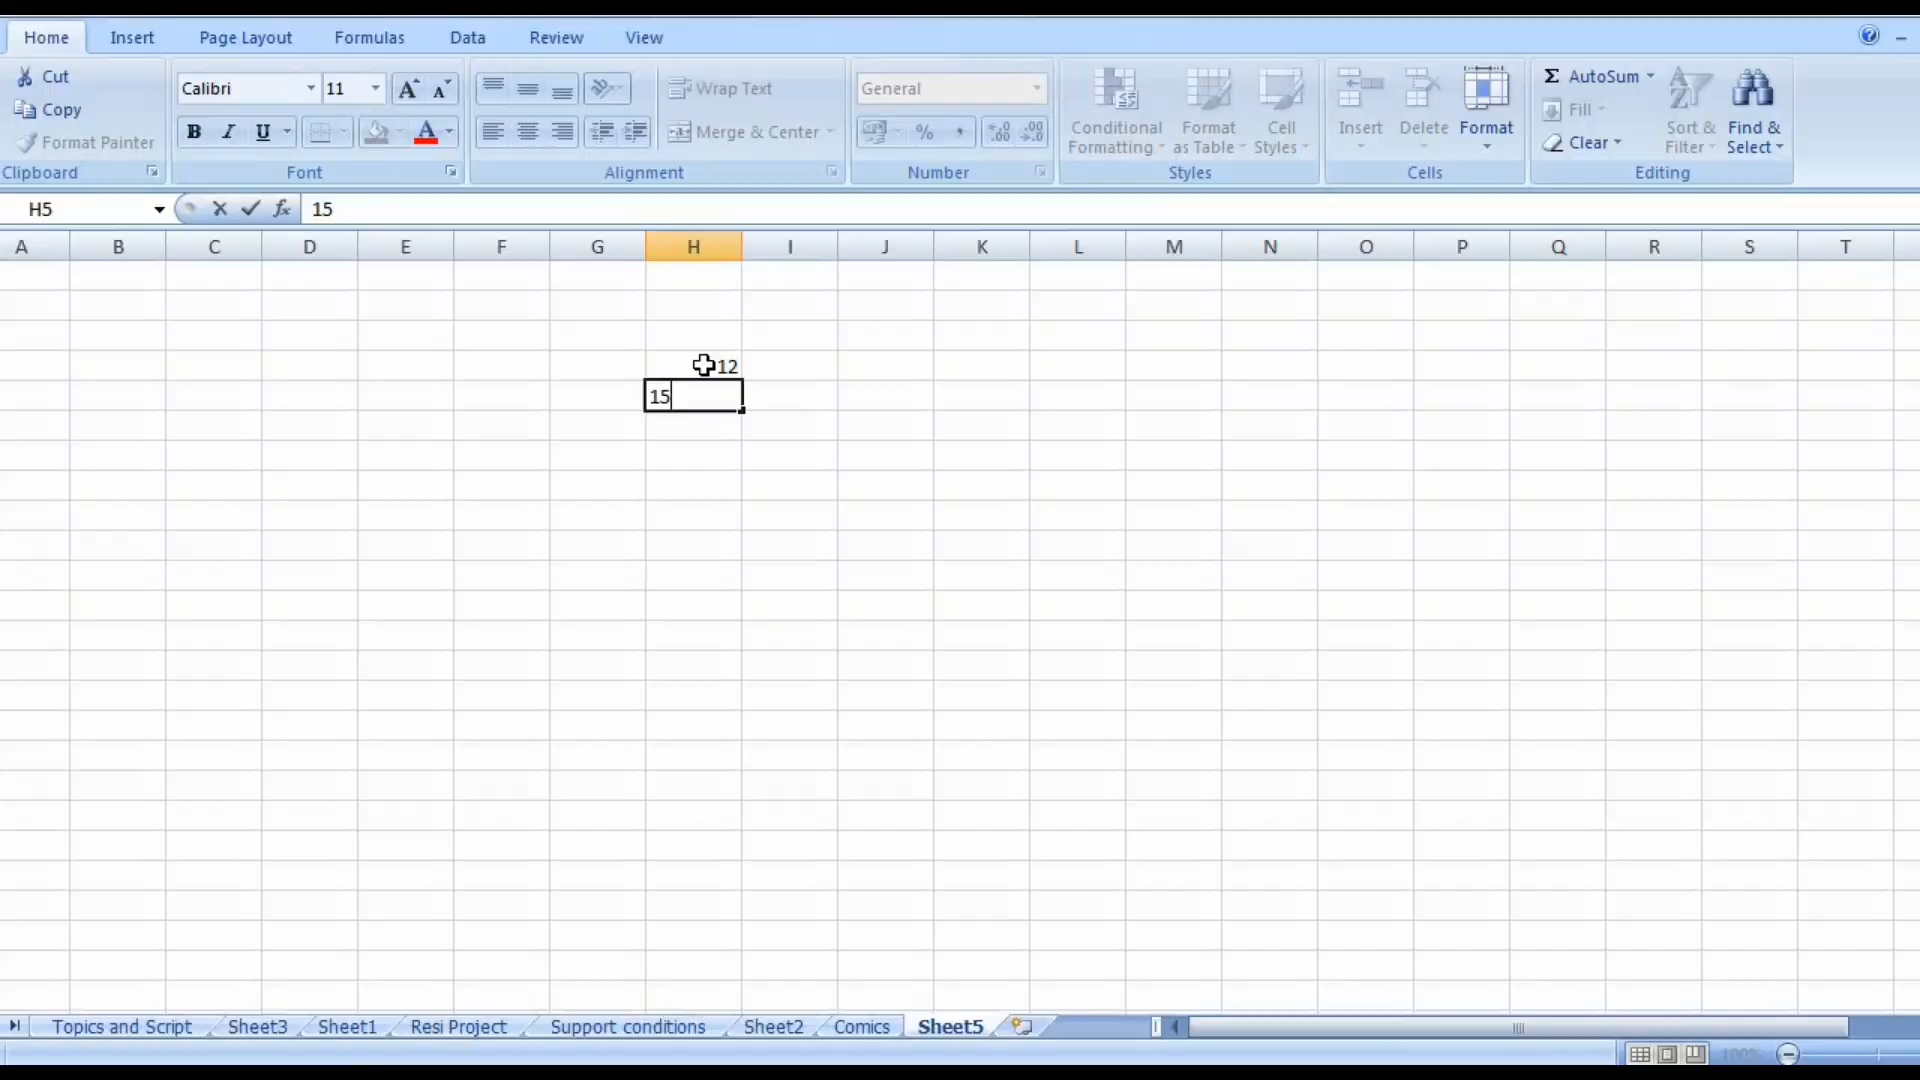 Home Insert Page Layout Formulas Data Review View
Cut
Copy
Format Painter
Clipboard
Calibri 11
B I U
Font
Wrap Text
Merge & Center
Alignment
General
%
Number
Conditional Formatting
Format as Table
Cell Styles
Styles
Insert Delete Format
Cells
Σ AutoSum
Fill
Clear
Sort & Filter
Find & Select
Editing
H5 fx 15
A B C D E F G H I J K L M N O P Q R S T
12
15
Topics and Script Sheet3 Sheet1 Resi Project Support conditions Sheet2 Comics Sheet5
100%